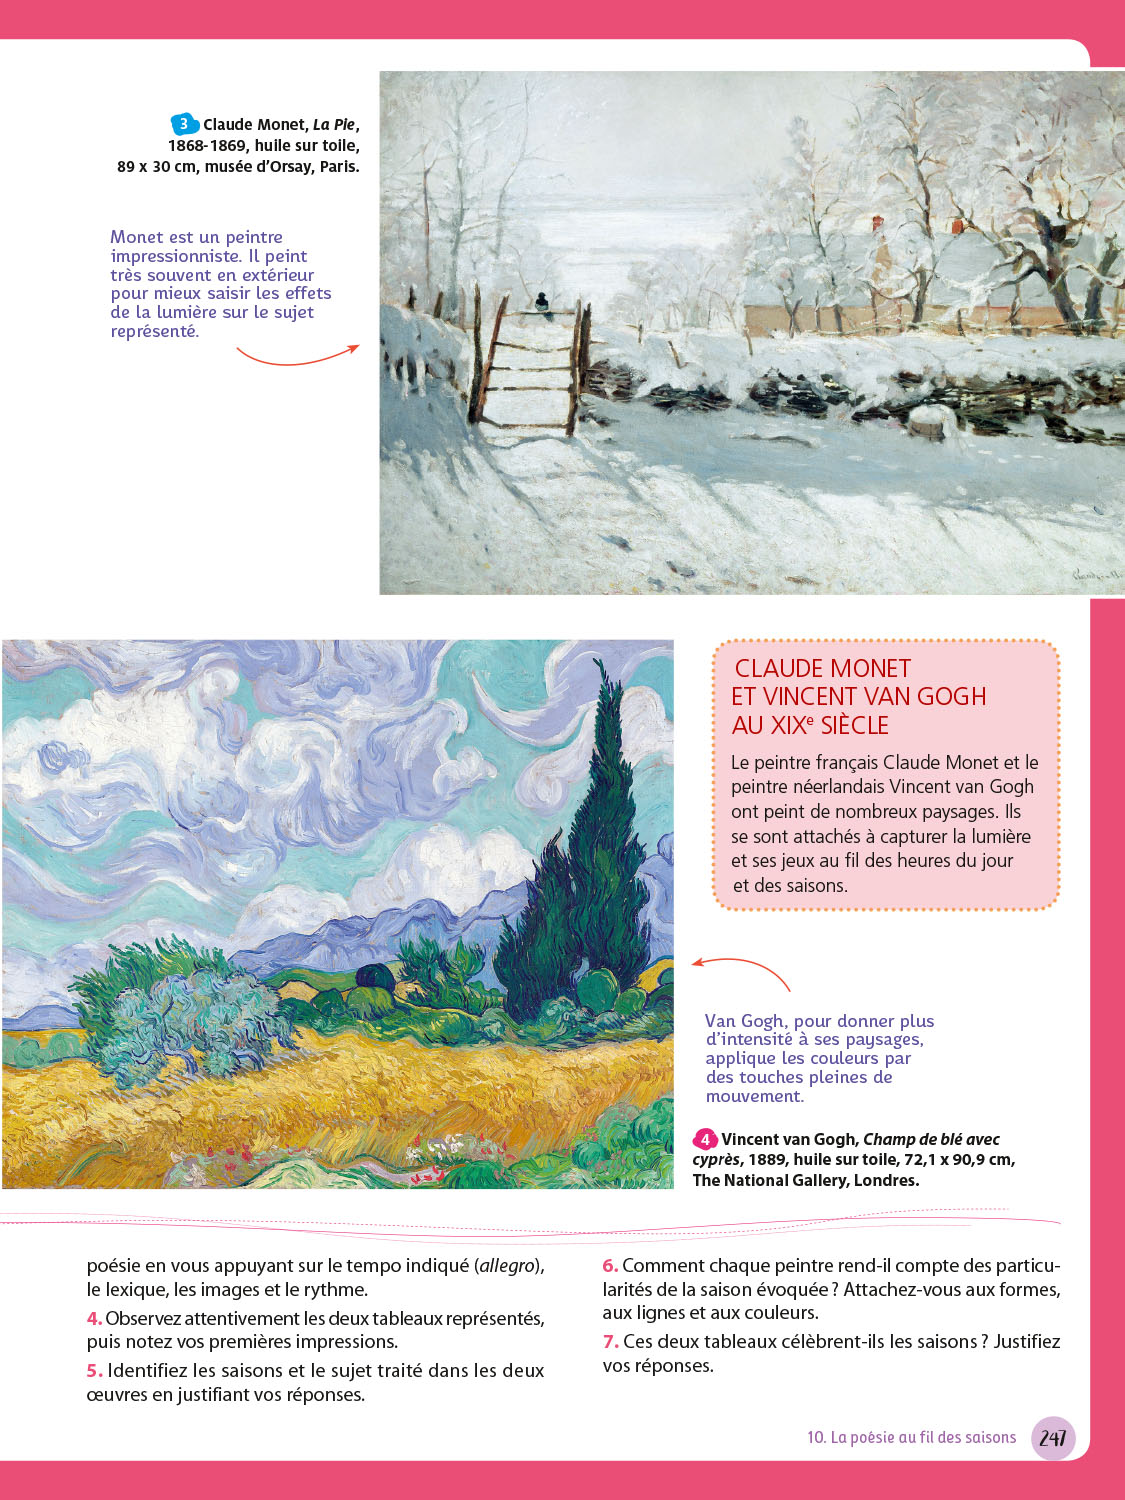 3 Claude Monet, La Pie,
1868-1869, huile sur toile,
89 x 30 cm, musée d'Orsay, Paris.
Monet est un peintre
impressionniste. Il peint
très souvent en extérieur
pour mieux saisir les effets
de la lumière sur le sujet
représenté.
CLAUDE MONET
ET VINCENT VAN GOGH
AU XIXe SIÈCLE
Le peintre français Claude Monet et le
peintre néerlandais Vincent van Gogh
ont peint de nombreux paysages. Ils
se sont attachés à capturer la lumière
et ses jeux au fil des heures du jour
et des saisons.
Van Gogh, pour donner plus
d'intensité à ses paysages,
applique les couleurs par
des touches pleines de
mouvement.
4 Vincent van Gogh, Champ de blé avec
cyprès, 1889, huile sur toile, 72,1 x 90,9 cm,
The National Gallery, Londres.
poésie en vous appuyant sur le tempo indiqué (allegro),
le lexique, les images et le rythme.
4. Observez attentivement les deux tableaux représentés,
puis notez vos premières impressions.
5. Identifiez les saisons et le sujet traité dans les deux
œuvres en justifiant vos réponses.
6. Comment chaque peintre rend-il compte des particu-
larités de la saison évoquée ? Attachez-vous aux formes,
aux lignes et aux couleurs.
7. Ces deux tableaux célèbrent-ils les saisons ? Justifiez
vos réponses.
10. La poésie au fil des saisons 247